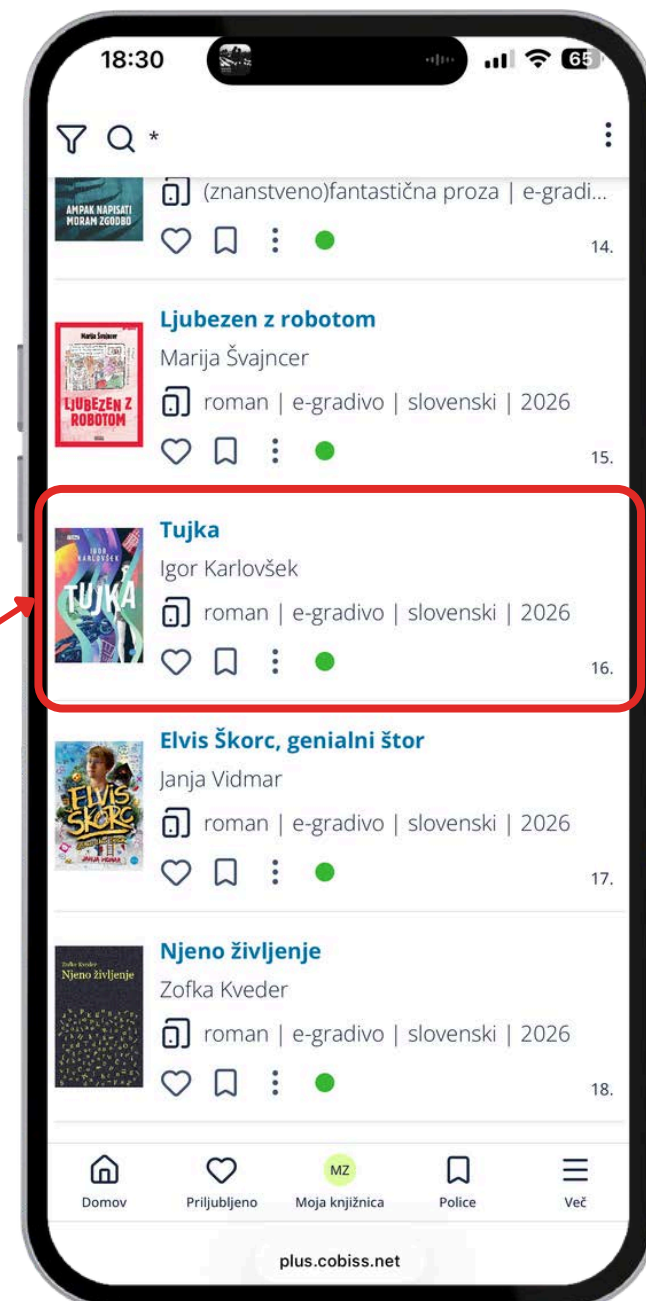 18:30
65
*
AMPAK NAPISATI
MORAM ZGODBO
(znanstveno)fantastična proza | e-gradi...
14.
Marija Švajncer
LJUBEZEN Z
ROBOTOM
Ljubezen z robotom
Marija Švajncer
roman | e-gradivo | slovenski | 2026
15.
IGOR
KARLOVŠEK
TUJKA
Tujka
Igor Karlovšek
roman | e-gradivo | slovenski | 2026
16.
ELVIS
ŠKORC
JANJA VIDMAR
Elvis Škorc, genialni štor
Janja Vidmar
roman | e-gradivo | slovenski | 2026
17.
Zofka Kveder
Njeno življenje
Njeno življenje
Zofka Kveder
roman | e-gradivo | slovenski | 2026
18.
MZ
Domov
Priljubljeno
Moja knjižnica
Police
Več
plus.cobiss.net